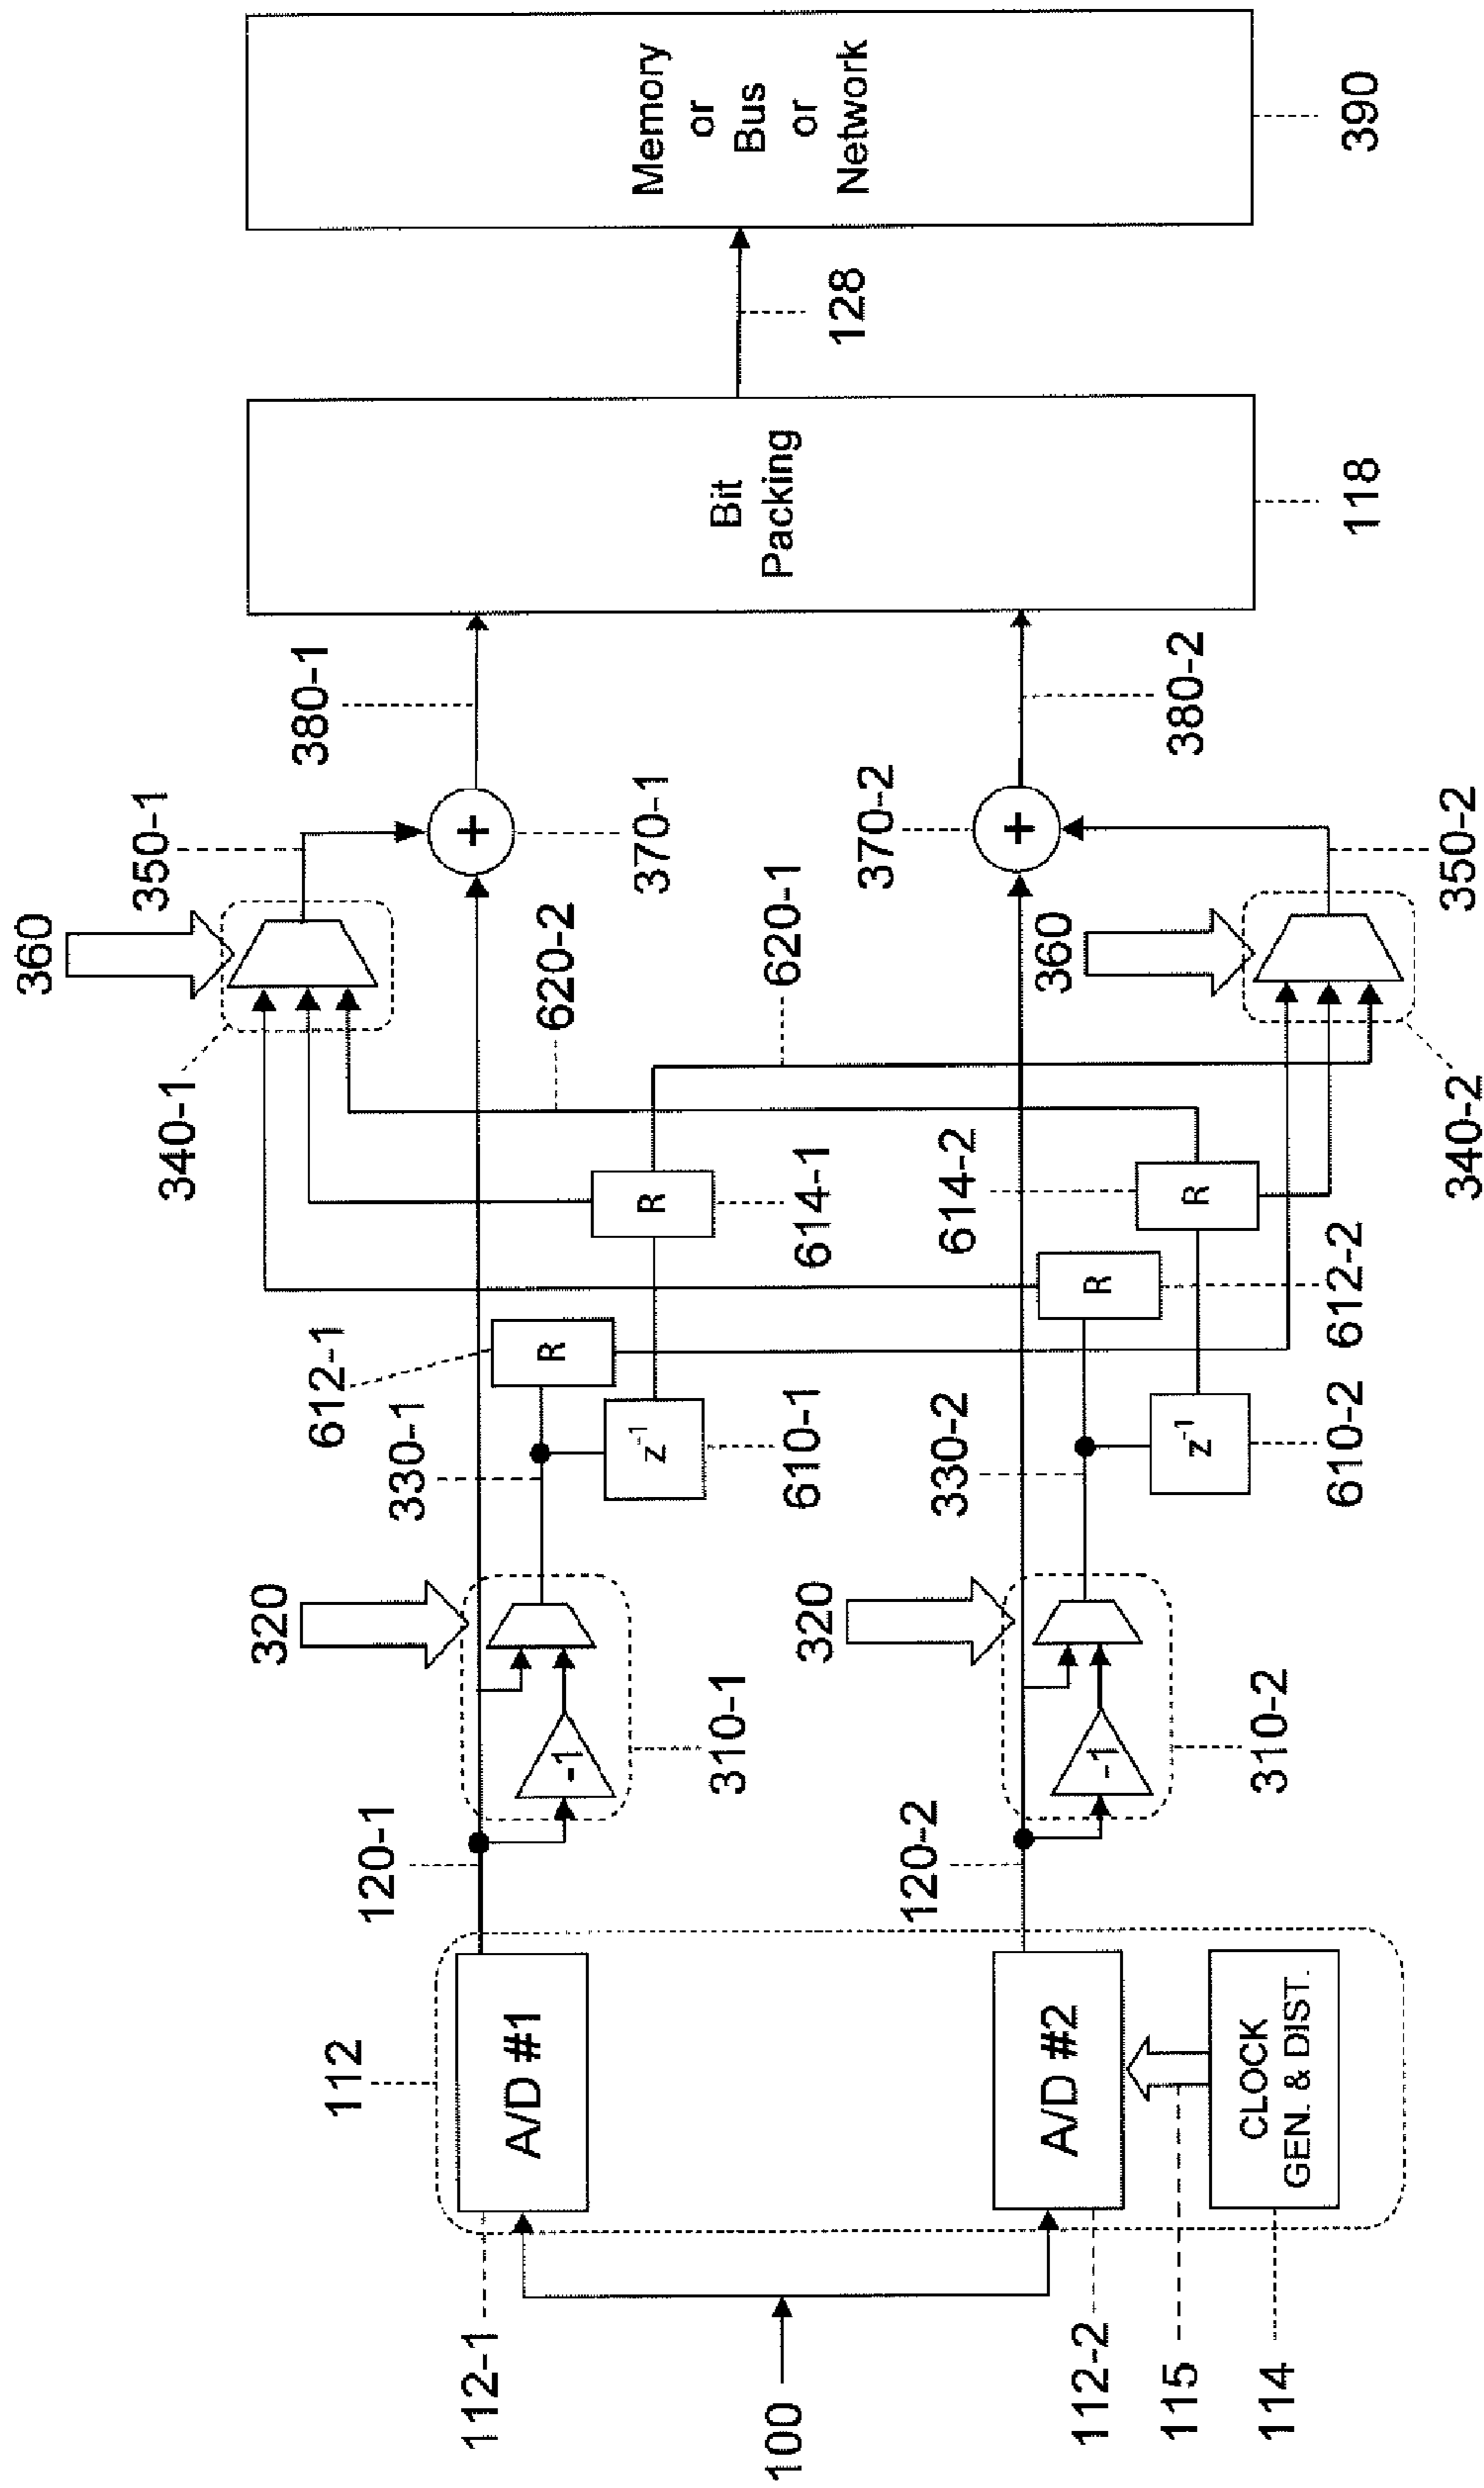 100
112-1
112
A/D #1
112-2
A/D #2
115
114
CLOCK
GEN. & DIST.
120-1
320
-1
310-1
120-2
320
-1
310-2
330-1
612-1
R
z⁻¹
610-1
330-2
R
612-2
z⁻¹
610-2
R
614-1
614-2
R
620-2
620-1
340-1
360
350-1
340-2
360
350-2
+
370-1
370-2
+
380-1
380-2
Bit
Packing
118
128
Memory
or
Bus
or
Network
390